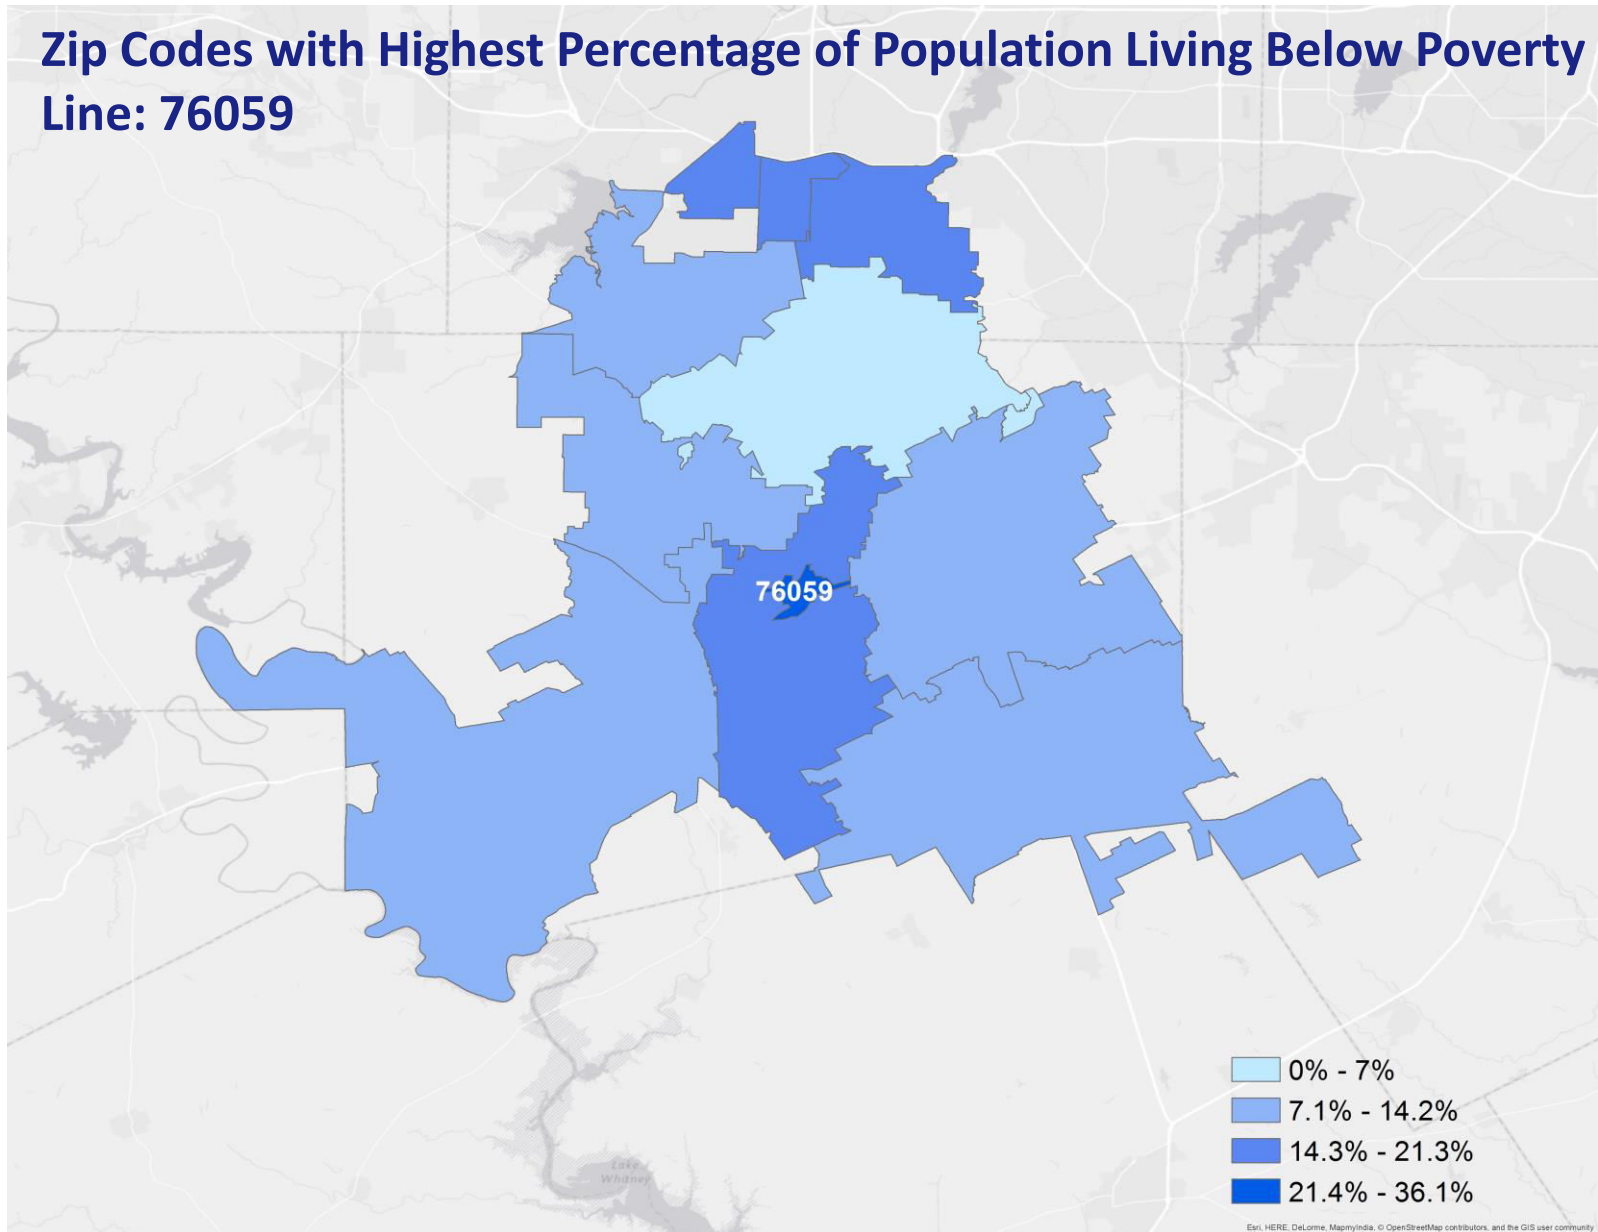 Zip Codes with Highest Percentage of Population Living Below Poverty
Line: 76059
76059
Lake
Whitney
0% - 7%
7.1% - 14.2%
14.3% - 21.3%
21.4% - 36.1%
Esri, HERE, DeLorme, MapmyIndia, © OpenStreetMap contributors, and the GIS user community